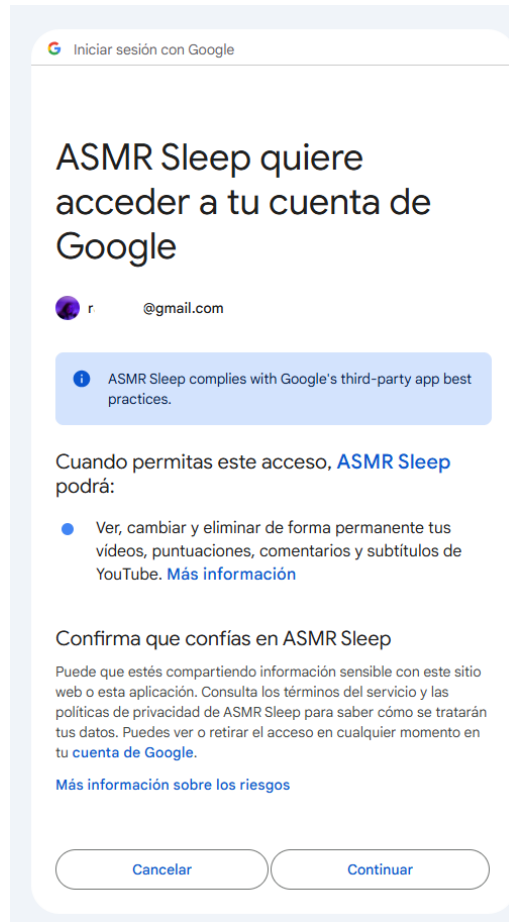 Iniciar sesión con Google
ASMR Sleep quiere
acceder a tu cuenta de
Google
r @gmail.com
ASMR Sleep complies with Google's third-party app best
practices.
Cuando permitas este acceso, ASMR Sleep
podrá:
Ver, cambiar y eliminar de forma permanente tus
vídeos, puntuaciones, comentarios y subtítulos de
YouTube. Más información
Confirma que confías en ASMR Sleep
Puede que estés compartiendo información sensible con este sitio
web o esta aplicación. Consulta los términos del servicio y las
políticas de privacidad de ASMR Sleep para saber cómo se tratarán
tus datos. Puedes ver o retirar el acceso en cualquier momento en
tu cuenta de Google.
Más información sobre los riesgos
Cancelar Continuar